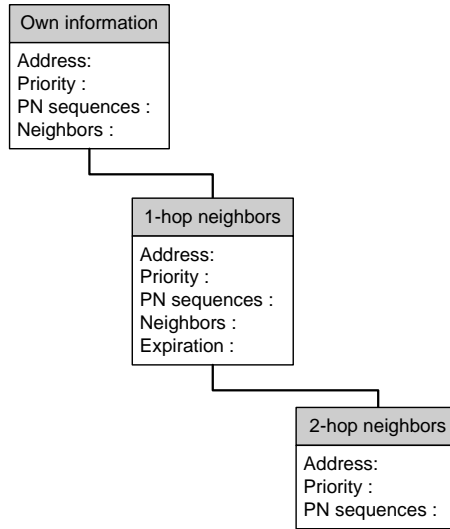 Own information
Address:
Priority :
PN sequences :
Neighbors :
1-hop neighbors
Address:
Priority :
PN sequences :
Neighbors :
Expiration :
2-hop neighbors
Address:
Priority :
PN sequences :